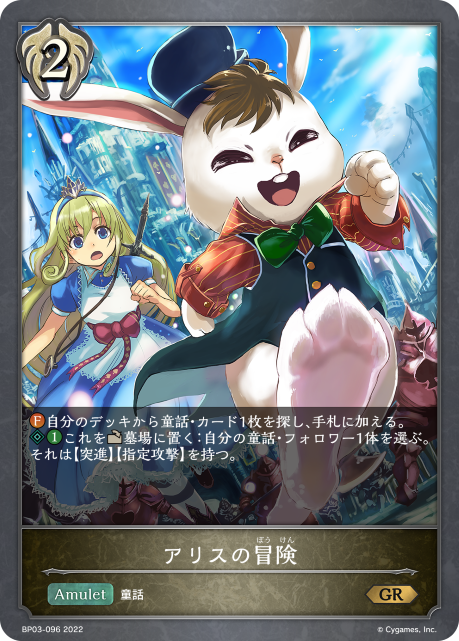 2
F 自分のデッキから童話・カード1枚を探し、手札に加える。
1 これを墓場に置く:自分の童話・フォロワー1体を選ぶ。
それは【突進】【指定攻撃】を持つ。
ぼう けん
アリスの冒険
Amulet 童話 GR
BP03-096 2022 © Cygames, Inc.